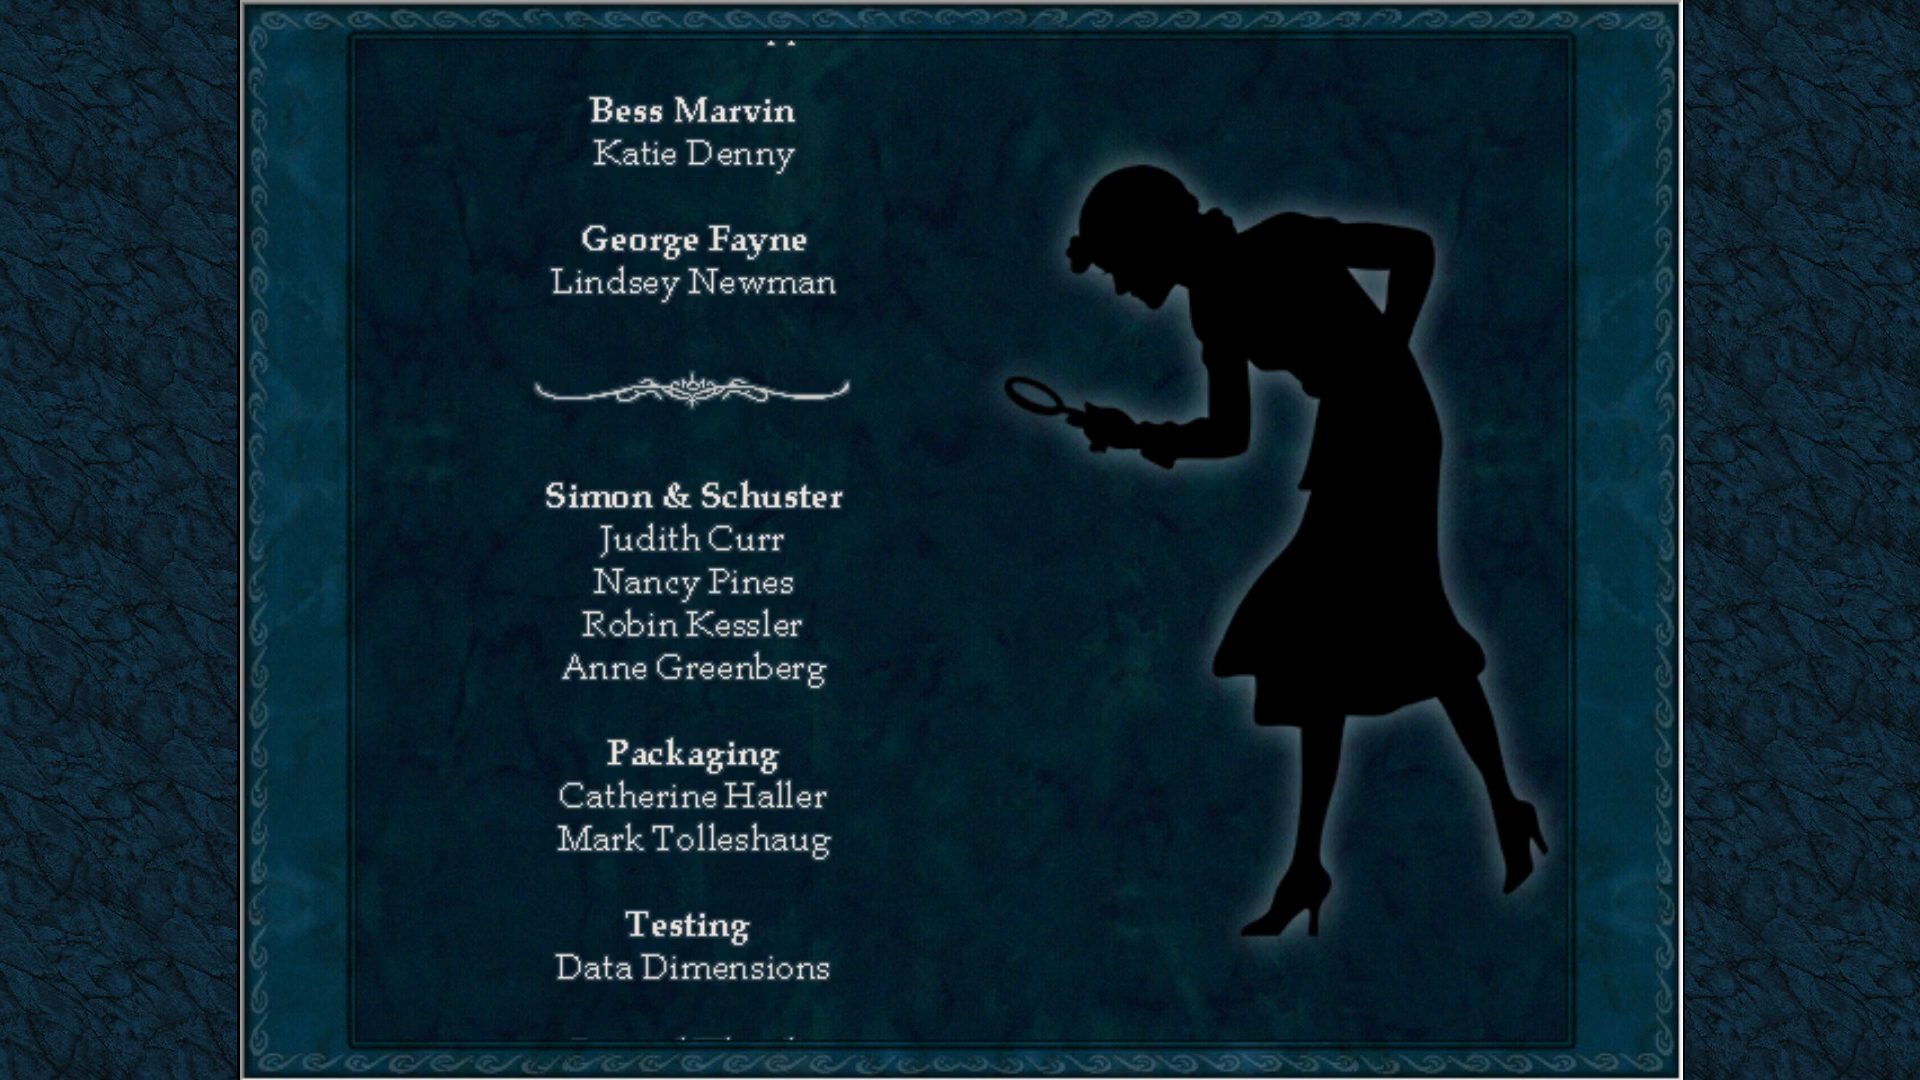 Bess Marvin
Katie Denny
George Fayne
Lindsey Newman
Simon & Schuster
Judith Curr
Nancy Pines
Robin Kessler
Anne Greenberg
Packaging
Catherine Haller
Mark Tolleshaug
Testing
Data Dimensions